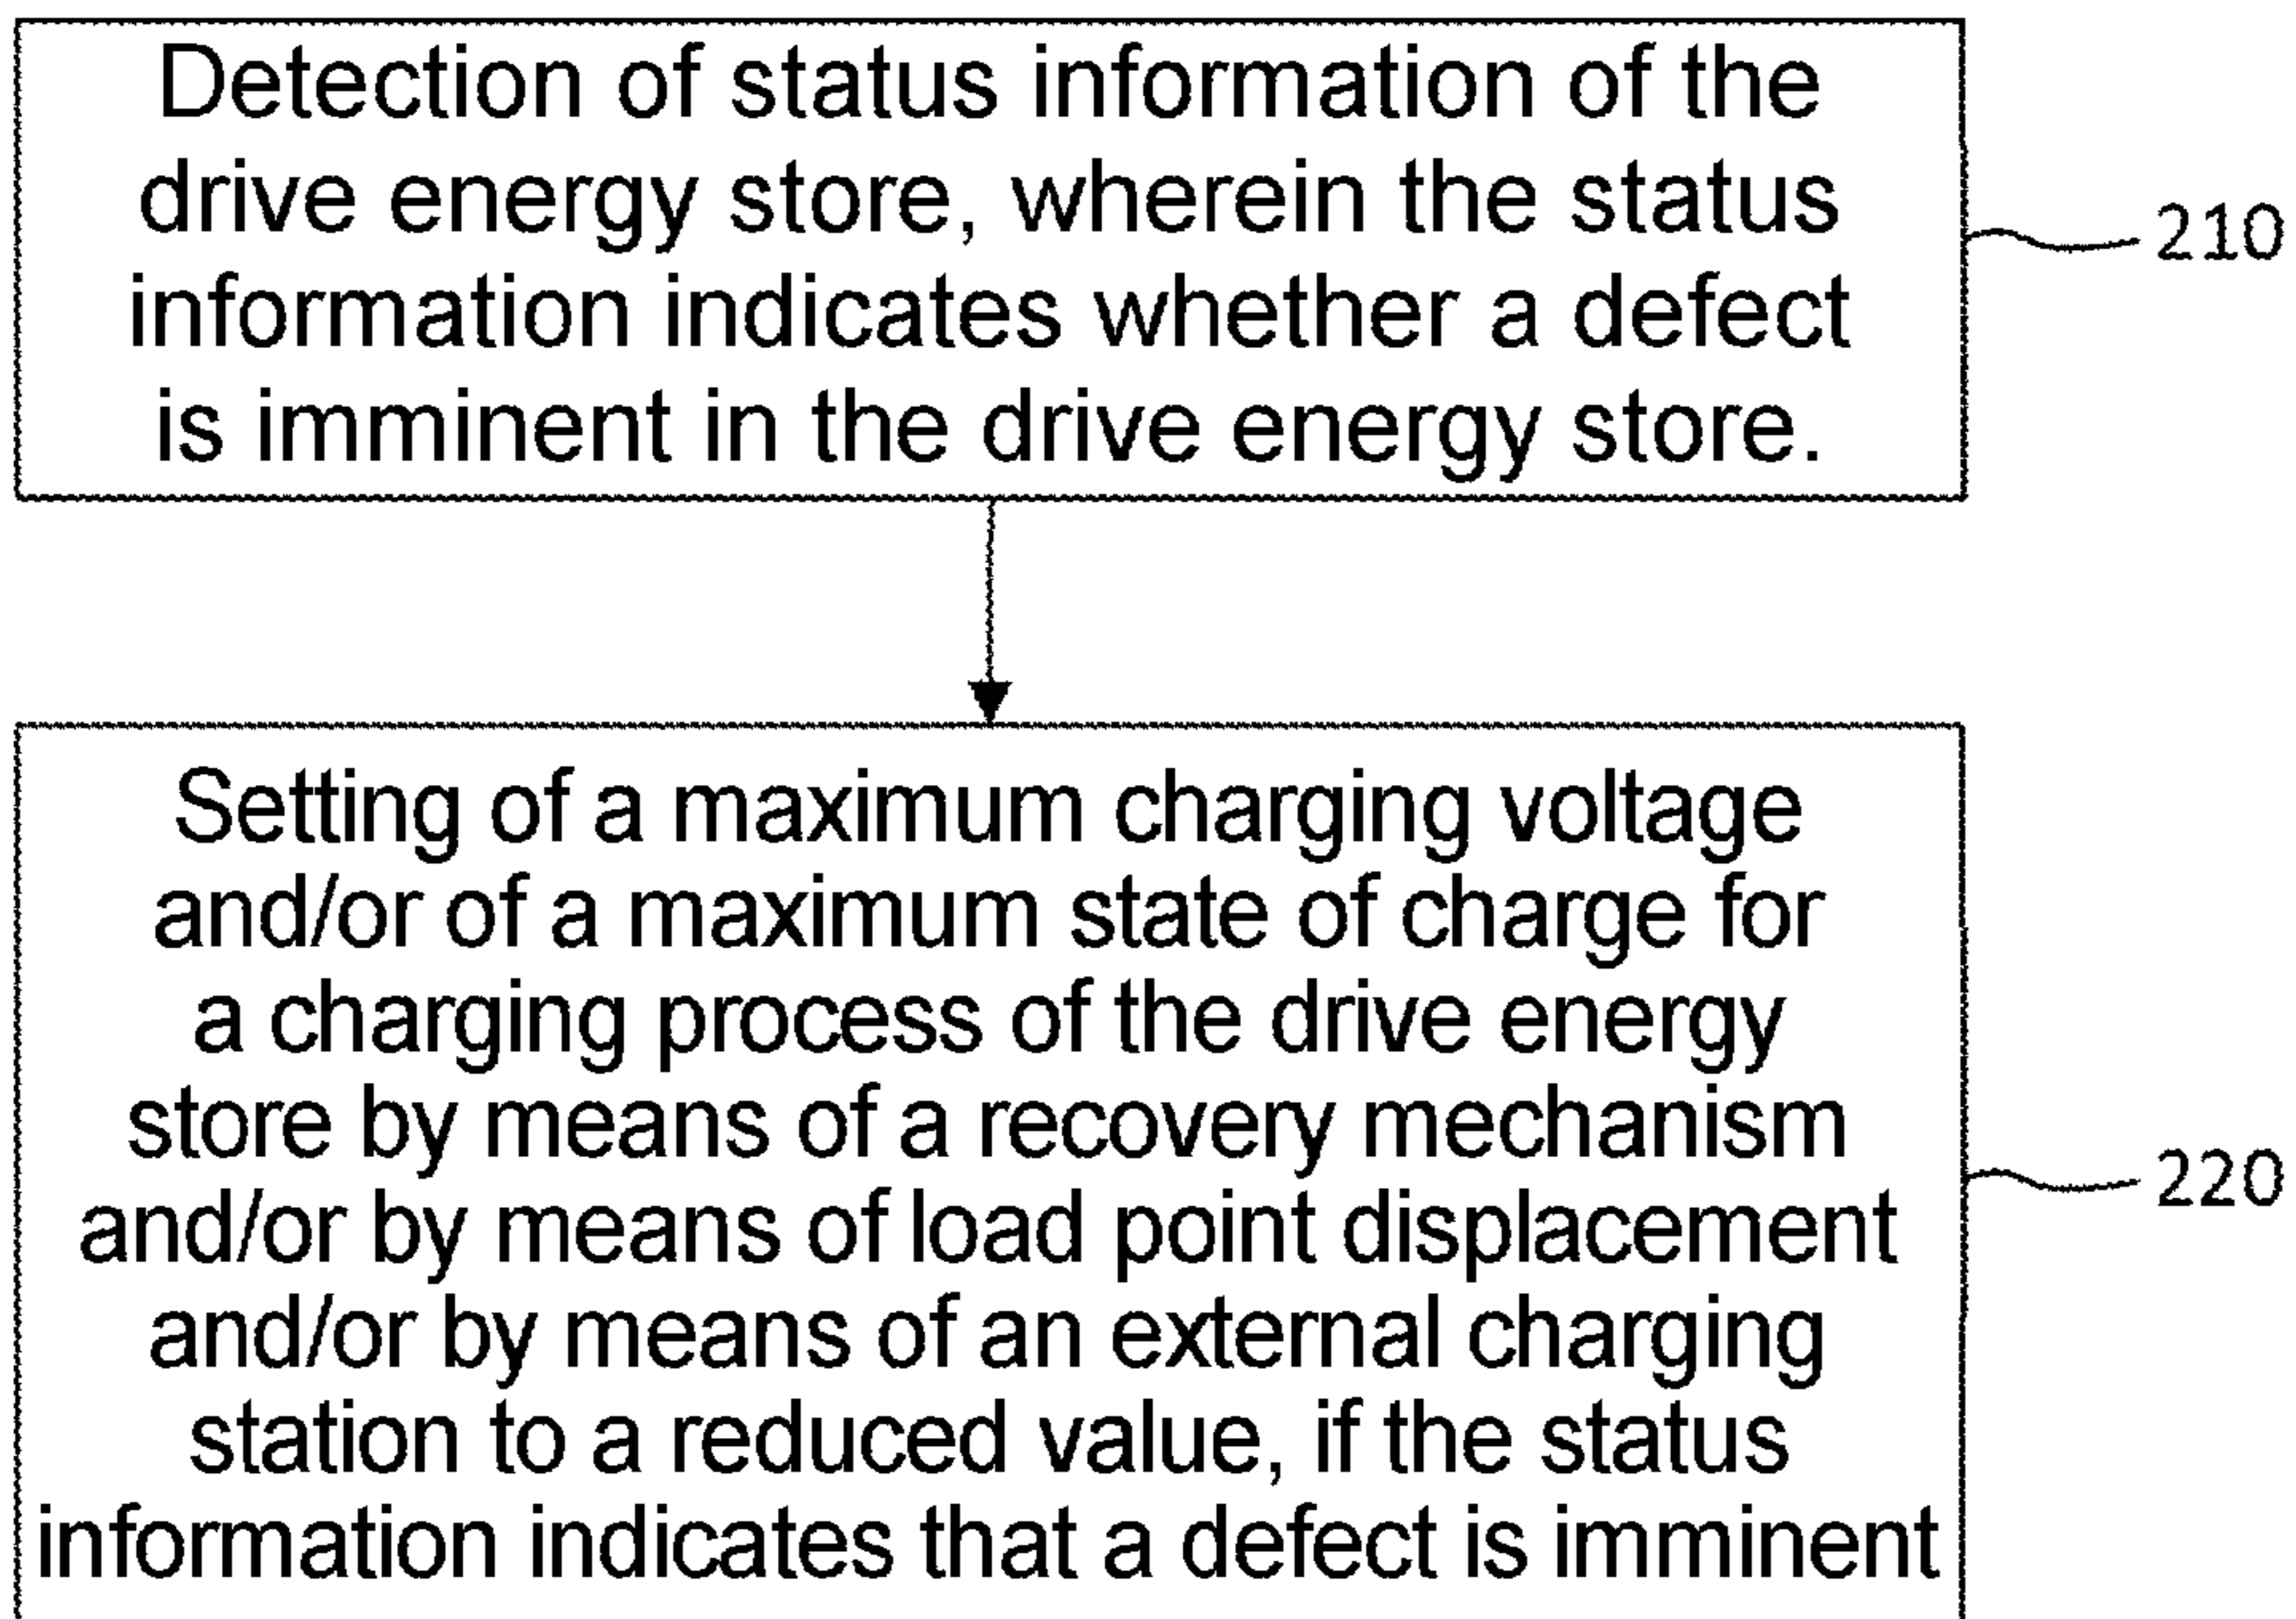 Detection of status information of the
drive energy store, wherein the status
information indicates whether a defect
is imminent in the drive energy store.
210
Setting of a maximum charging voltage
and/or of a maximum state of charge for
a charging process of the drive energy
store by means of a recovery mechanism
and/or by means of load point displacement
and/or by means of an external charging
station to a reduced value, if the status
information indicates that a defect is imminent
220